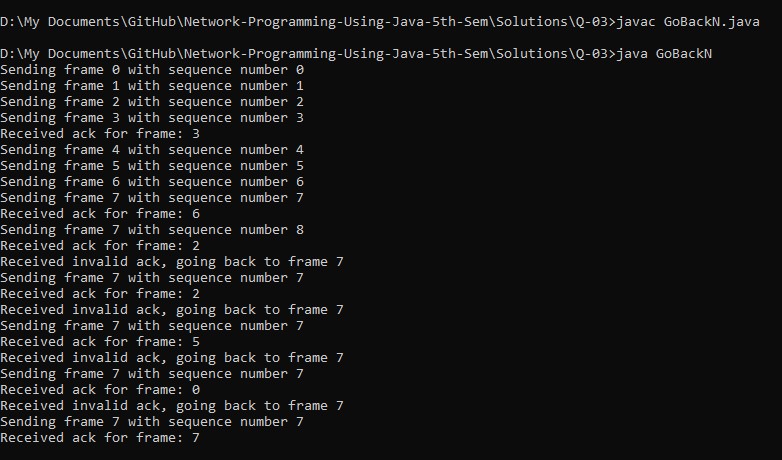 D:\My Documents\GitHub\Network-Programming-Using-Java-5th-Sem\Solutions\Q-03>javac GoBackN.java
D:\My Documents\GitHub\Network-Programming-Using-Java-5th-Sem\Solutions\Q-03>java GoBackN
Sending frame 0 with sequence number 0
Sending frame 1 with sequence number 1
Sending frame 2 with sequence number 2
Sending frame 3 with sequence number 3
Received ack for frame: 3
Sending frame 4 with sequence number 4
Sending frame 5 with sequence number 5
Sending frame 6 with sequence number 6
Sending frame 7 with sequence number 7
Received ack for frame: 6
Sending frame 7 with sequence number 8
Received ack for frame: 2
Received invalid ack, going back to frame 7
Sending frame 7 with sequence number 7
Received ack for frame: 2
Received invalid ack, going back to frame 7
Sending frame 7 with sequence number 7
Received ack for frame: 5
Received invalid ack, going back to frame 7
Sending frame 7 with sequence number 7
Received ack for frame: 0
Received invalid ack, going back to frame 7
Sending frame 7 with sequence number 7
Received ack for frame: 7